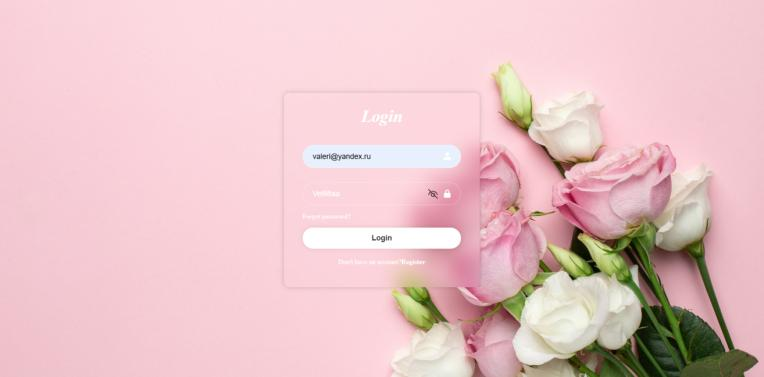 Login
valeri@yandex.ru
Forgot password?
Login
Don't have an account?Register